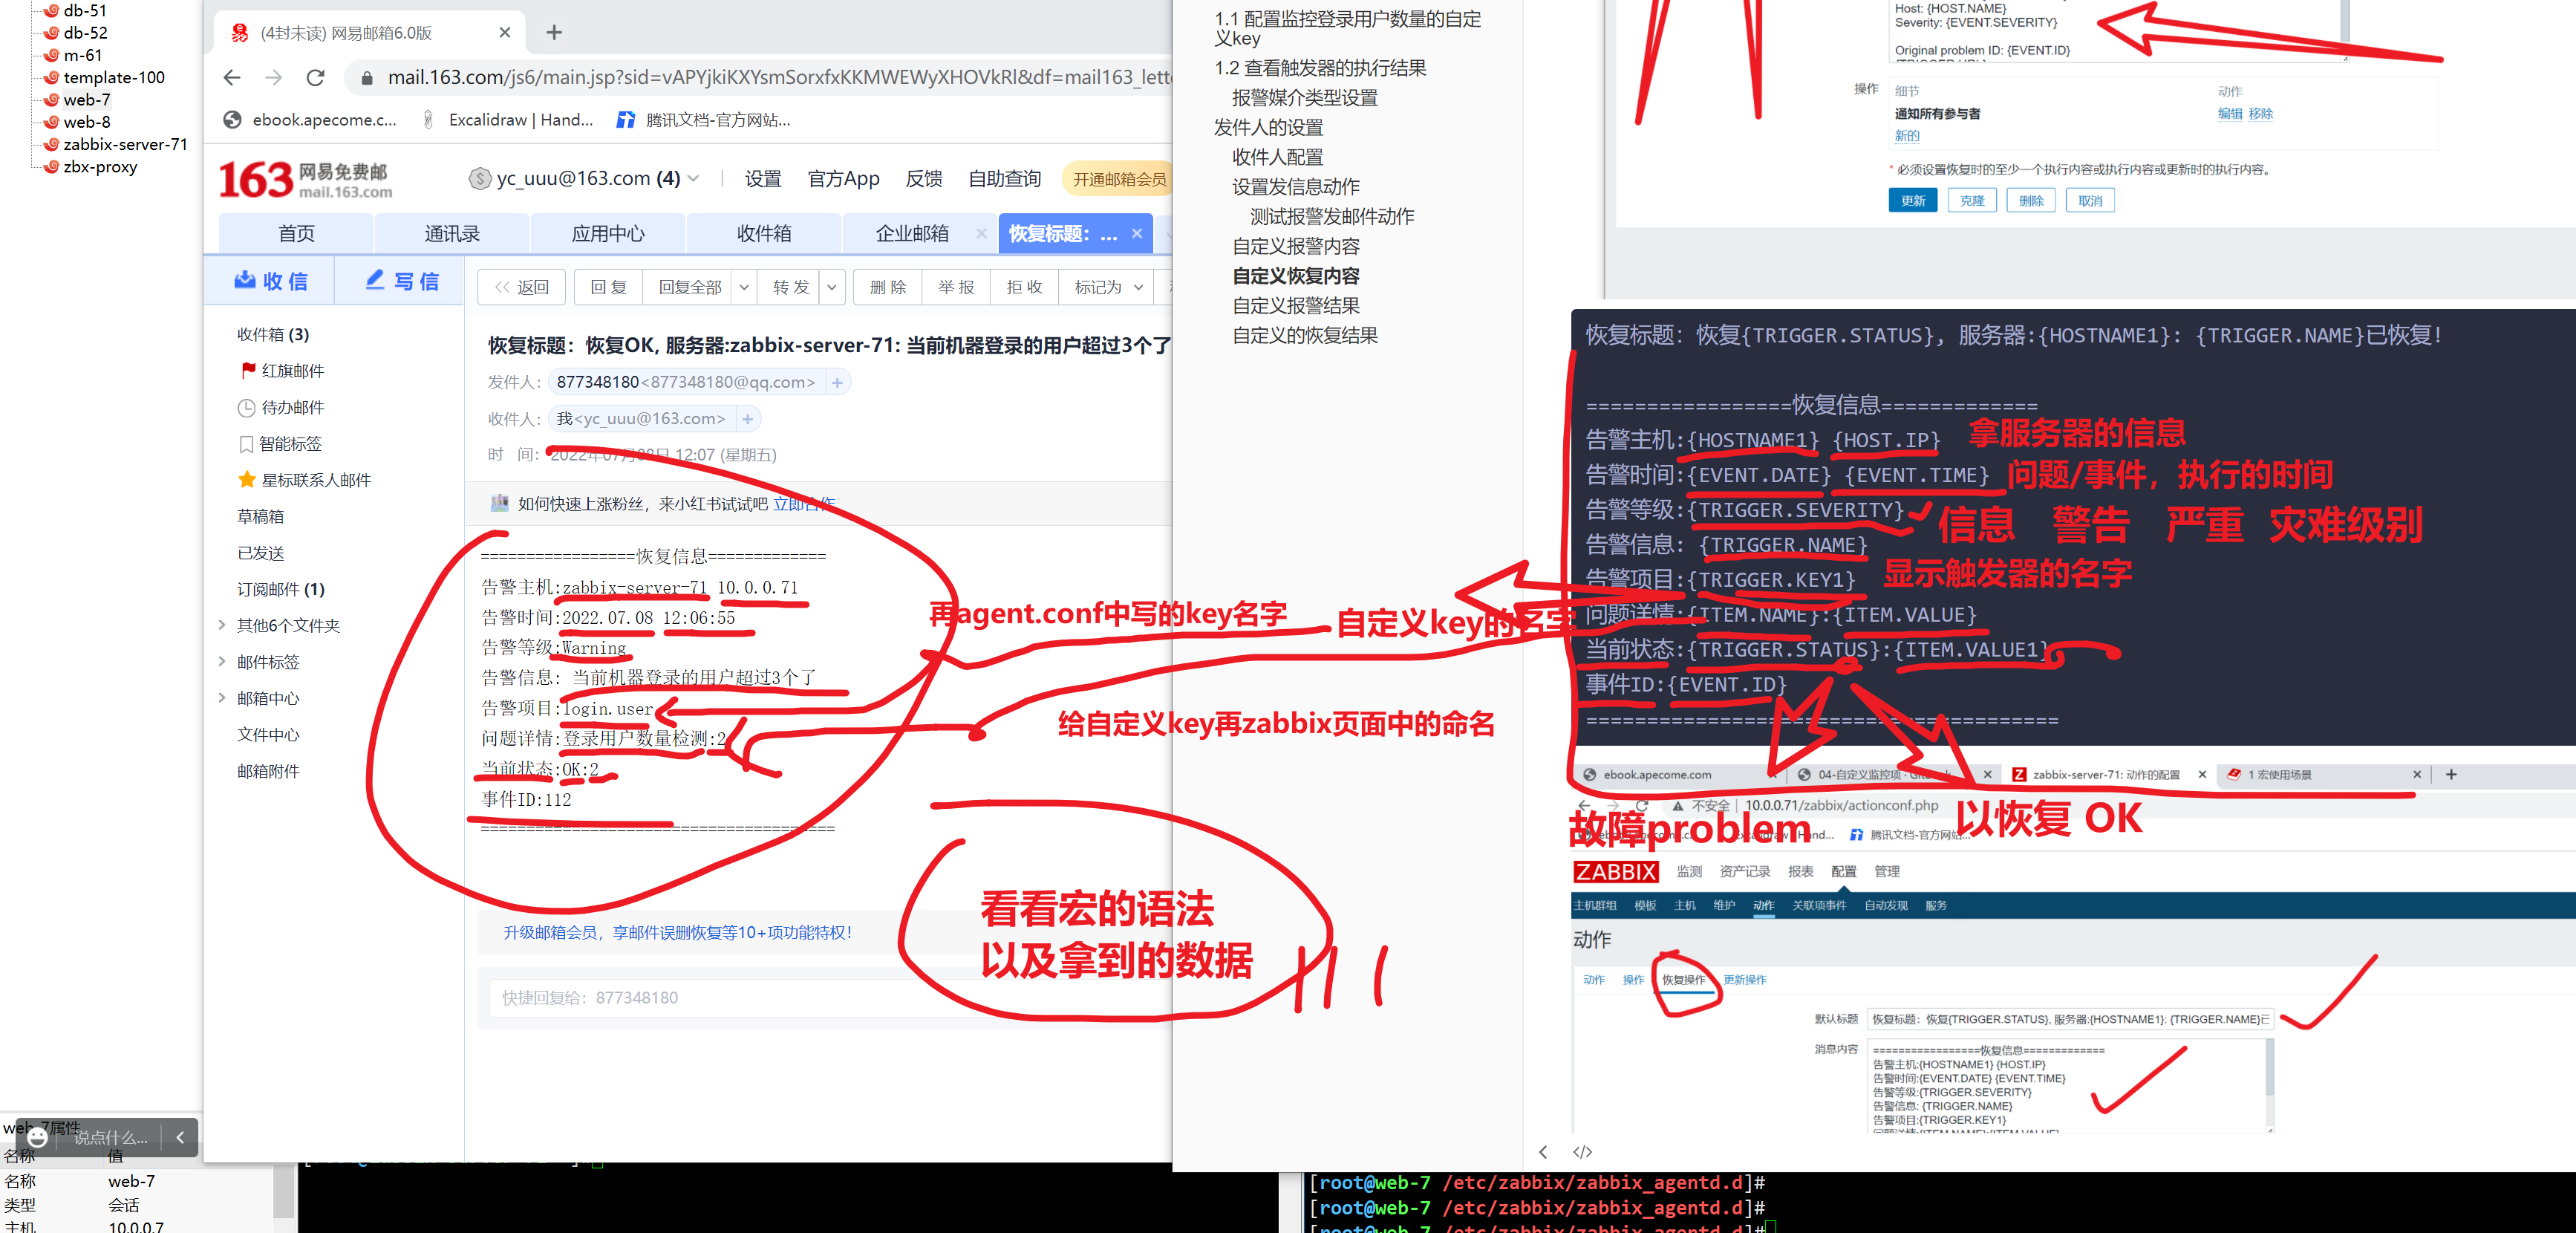 db-51
db-52
m-61
template-100
web-7
web-8
zabbix-server-71
zbx-proxy
(4封未读) 网易邮箱6.0版
mail.163.com/js6/main.jsp?sid=vAPYjkiKXYsmSorxfxKKMWEWyXHOVkRl&df=mail163_lett
ebook.apecome.c...
Excalidraw | Hand...
腾讯文档-官方网站...
163 网易免费邮
mail.163.com
yc_uuu@163.com (4)
设置
官方App
反馈
自助查询
开通邮箱会员
首页
通讯录
应用中心
收件箱
企业邮箱
恢复标题：...
收信
写信
<< 返回
回复
回复全部
转发
删除
举报
拒收
标记为
收件箱 (3)
红旗邮件
待办邮件
智能标签
星标联系人邮件
草稿箱
已发送
订阅邮件 (1)
其他6个文件夹
邮件标签
邮箱中心
文件中心
邮箱附件
恢复标题：恢复OK, 服务器:zabbix-server-71: 当前机器登录的用户超过3个了
发件人：877348180<877348180@qq.com>
收件人：我<yc_uuu@163.com>
时 间：2022年07月08日 12:07 (星期五)
如何快速上涨粉丝，来小红书试试吧 立即合作
=================恢复信息=============
告警主机:zabbix-server-71 10.0.0.71
告警时间:2022.07.08 12:06:55
告警等级:Warning
告警信息: 当前机器登录的用户超过3个了
告警项目:login.user
问题详情:登录用户数量检测:2
当前状态:OK:2
事件ID:112
=======================================
升级邮箱会员，享邮件误删恢复等10+项功能特权！
快捷回复给：877348180
再agent.conf中写的key名字
自定义key的名字
给自定义key再zabbix页面中的命名
看看宏的语法
以及拿到的数据
1.1 配置监控登录用户数量的自定
义key
1.2 查看触发器的执行结果
报警媒介类型设置
发件人的设置
收件人配置
设置发信息动作
测试报警发邮件动作
自定义报警内容
自定义恢复内容
自定义报警结果
自定义的恢复结果
Host: {HOST.NAME}
Severity: {EVENT.SEVERITY}
Original problem ID: {EVENT.ID}
操作
细节
动作
通知所有参与者
编辑 移除
新的
* 必须设置恢复时的至少一个执行内容或执行内容或更新时的执行内容。
更新
克隆
删除
取消
恢复标题：恢复{TRIGGER.STATUS}, 服务器:{HOSTNAME1}: {TRIGGER.NAME}已恢复!
=================恢复信息=============
告警主机:{HOSTNAME1} {HOST.IP}
拿服务器的信息
告警时间:{EVENT.DATE} {EVENT.TIME}
问题/事件，执行的时间
告警等级:{TRIGGER.SEVERITY}
信息 警告 严重 灾难级别
告警信息: {TRIGGER.NAME}
告警项目:{TRIGGER.KEY1}
显示触发器的名字
问题详情:{ITEM.NAME}:{ITEM.VALUE}
当前状态:{TRIGGER.STATUS}:{ITEM.VALUE1}
事件ID:{EVENT.ID}
=======================================
故障problem
以恢复 OK
ebook.apecome.com
04-自定义监控项
zabbix-server-71: 动作的配置
1 宏使用场景
不安全 | 10.0.0.71/zabbix/actionconf.php
腾讯文档-官方网站...
ZABBIX
监测
资产记录
报表
配置
管理
主机群组
模板
主机
维护
动作
关联项事件
自动发现
服务
动作
动作
操作
恢复操作
更新操作
默认标题
恢复标题：恢复{TRIGGER.STATUS}, 服务器:{HOSTNAME1}: {TRIGGER.NAME}已
消息内容
=================恢复信息=============
告警主机:{HOSTNAME1} {HOST.IP}
告警时间:{EVENT.DATE} {EVENT.TIME}
告警等级:{TRIGGER.SEVERITY}
告警信息: {TRIGGER.NAME}
告警项目:{TRIGGER.KEY1}
问题详情:{ITEM.NAME}:{ITEM.VALUE}
web-7属性
说点什么...
名称 值
名称 web-7
类型 会话
主机 10.0.0.7
[root@web-7 /etc/zabbix/zabbix_agentd.d]#
[root@web-7 /etc/zabbix/zabbix_agentd.d]#
[root@web-7 /etc/zabbix/zabbix_agentd.d]#